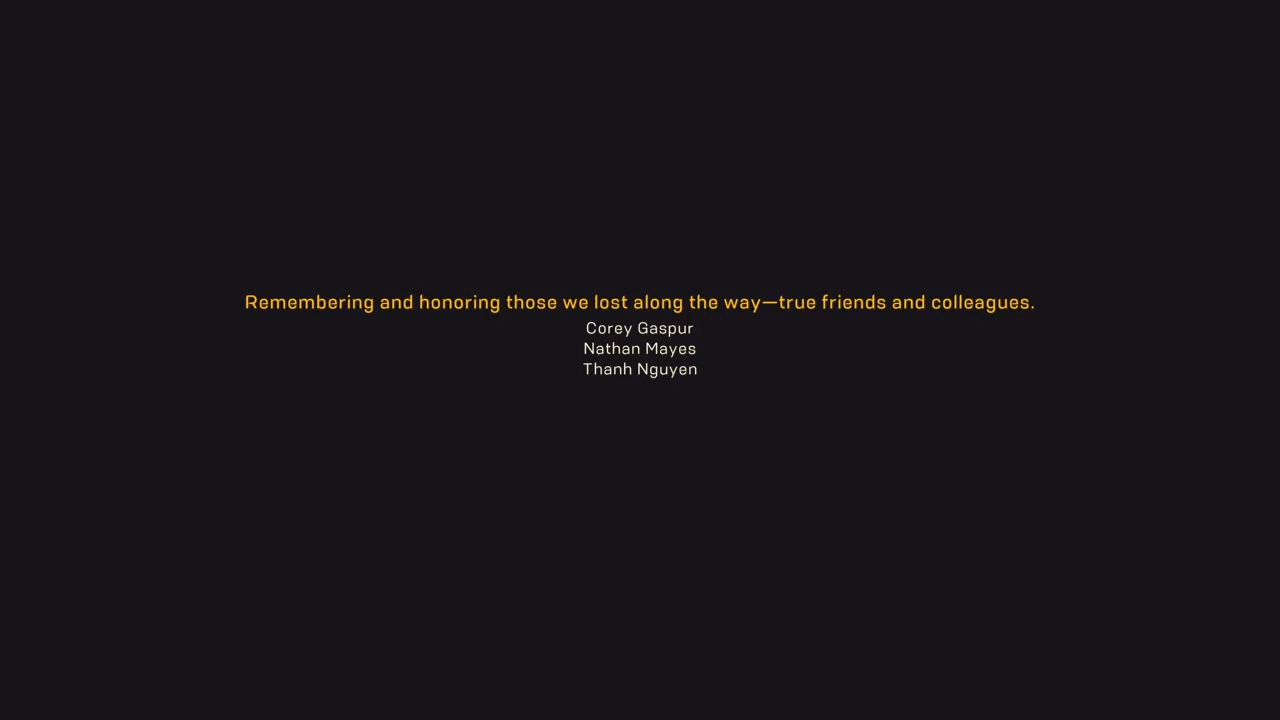 Remembering and honoring those we lost along the way—true friends and colleagues.
Corey Gaspur
Nathan Mayes
Thanh Nguyen